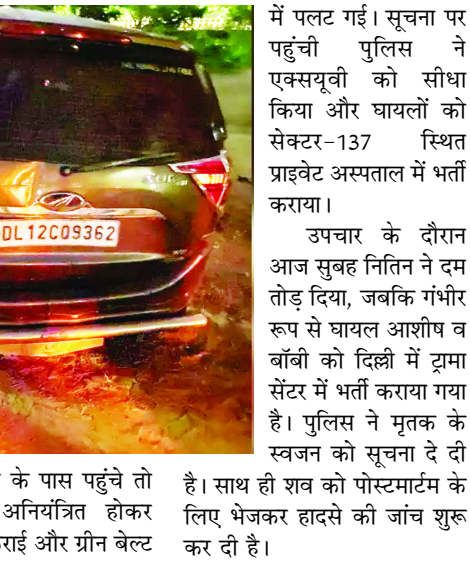 DL12C09362
के पास पहुंचे तो
अनियंत्रित होकर
और ग्रीन बेल्ट
में पलट गई। सूचना पर
पहुंची पुलिस ने
एक्सयूवी को सीधा
किया और घायलों को
सेक्टर-137 स्थित
प्राइवेट अस्पताल में भर्ती
कराया।
उपचार के दौरान
आज सुबह नितिन ने दम
तोड़ दिया, जबकि गंभीर
रूप से घायल आशीष व
बॉबी को दिल्ली में ट्रामा
सेंटर में भर्ती कराया गया
है। पुलिस ने मृतक के
स्वजन को सूचना दे दी
है। साथ ही शव को पोस्टमार्टम के
लिए भेजकर हादसे की जांच शुरू
कर दी है।